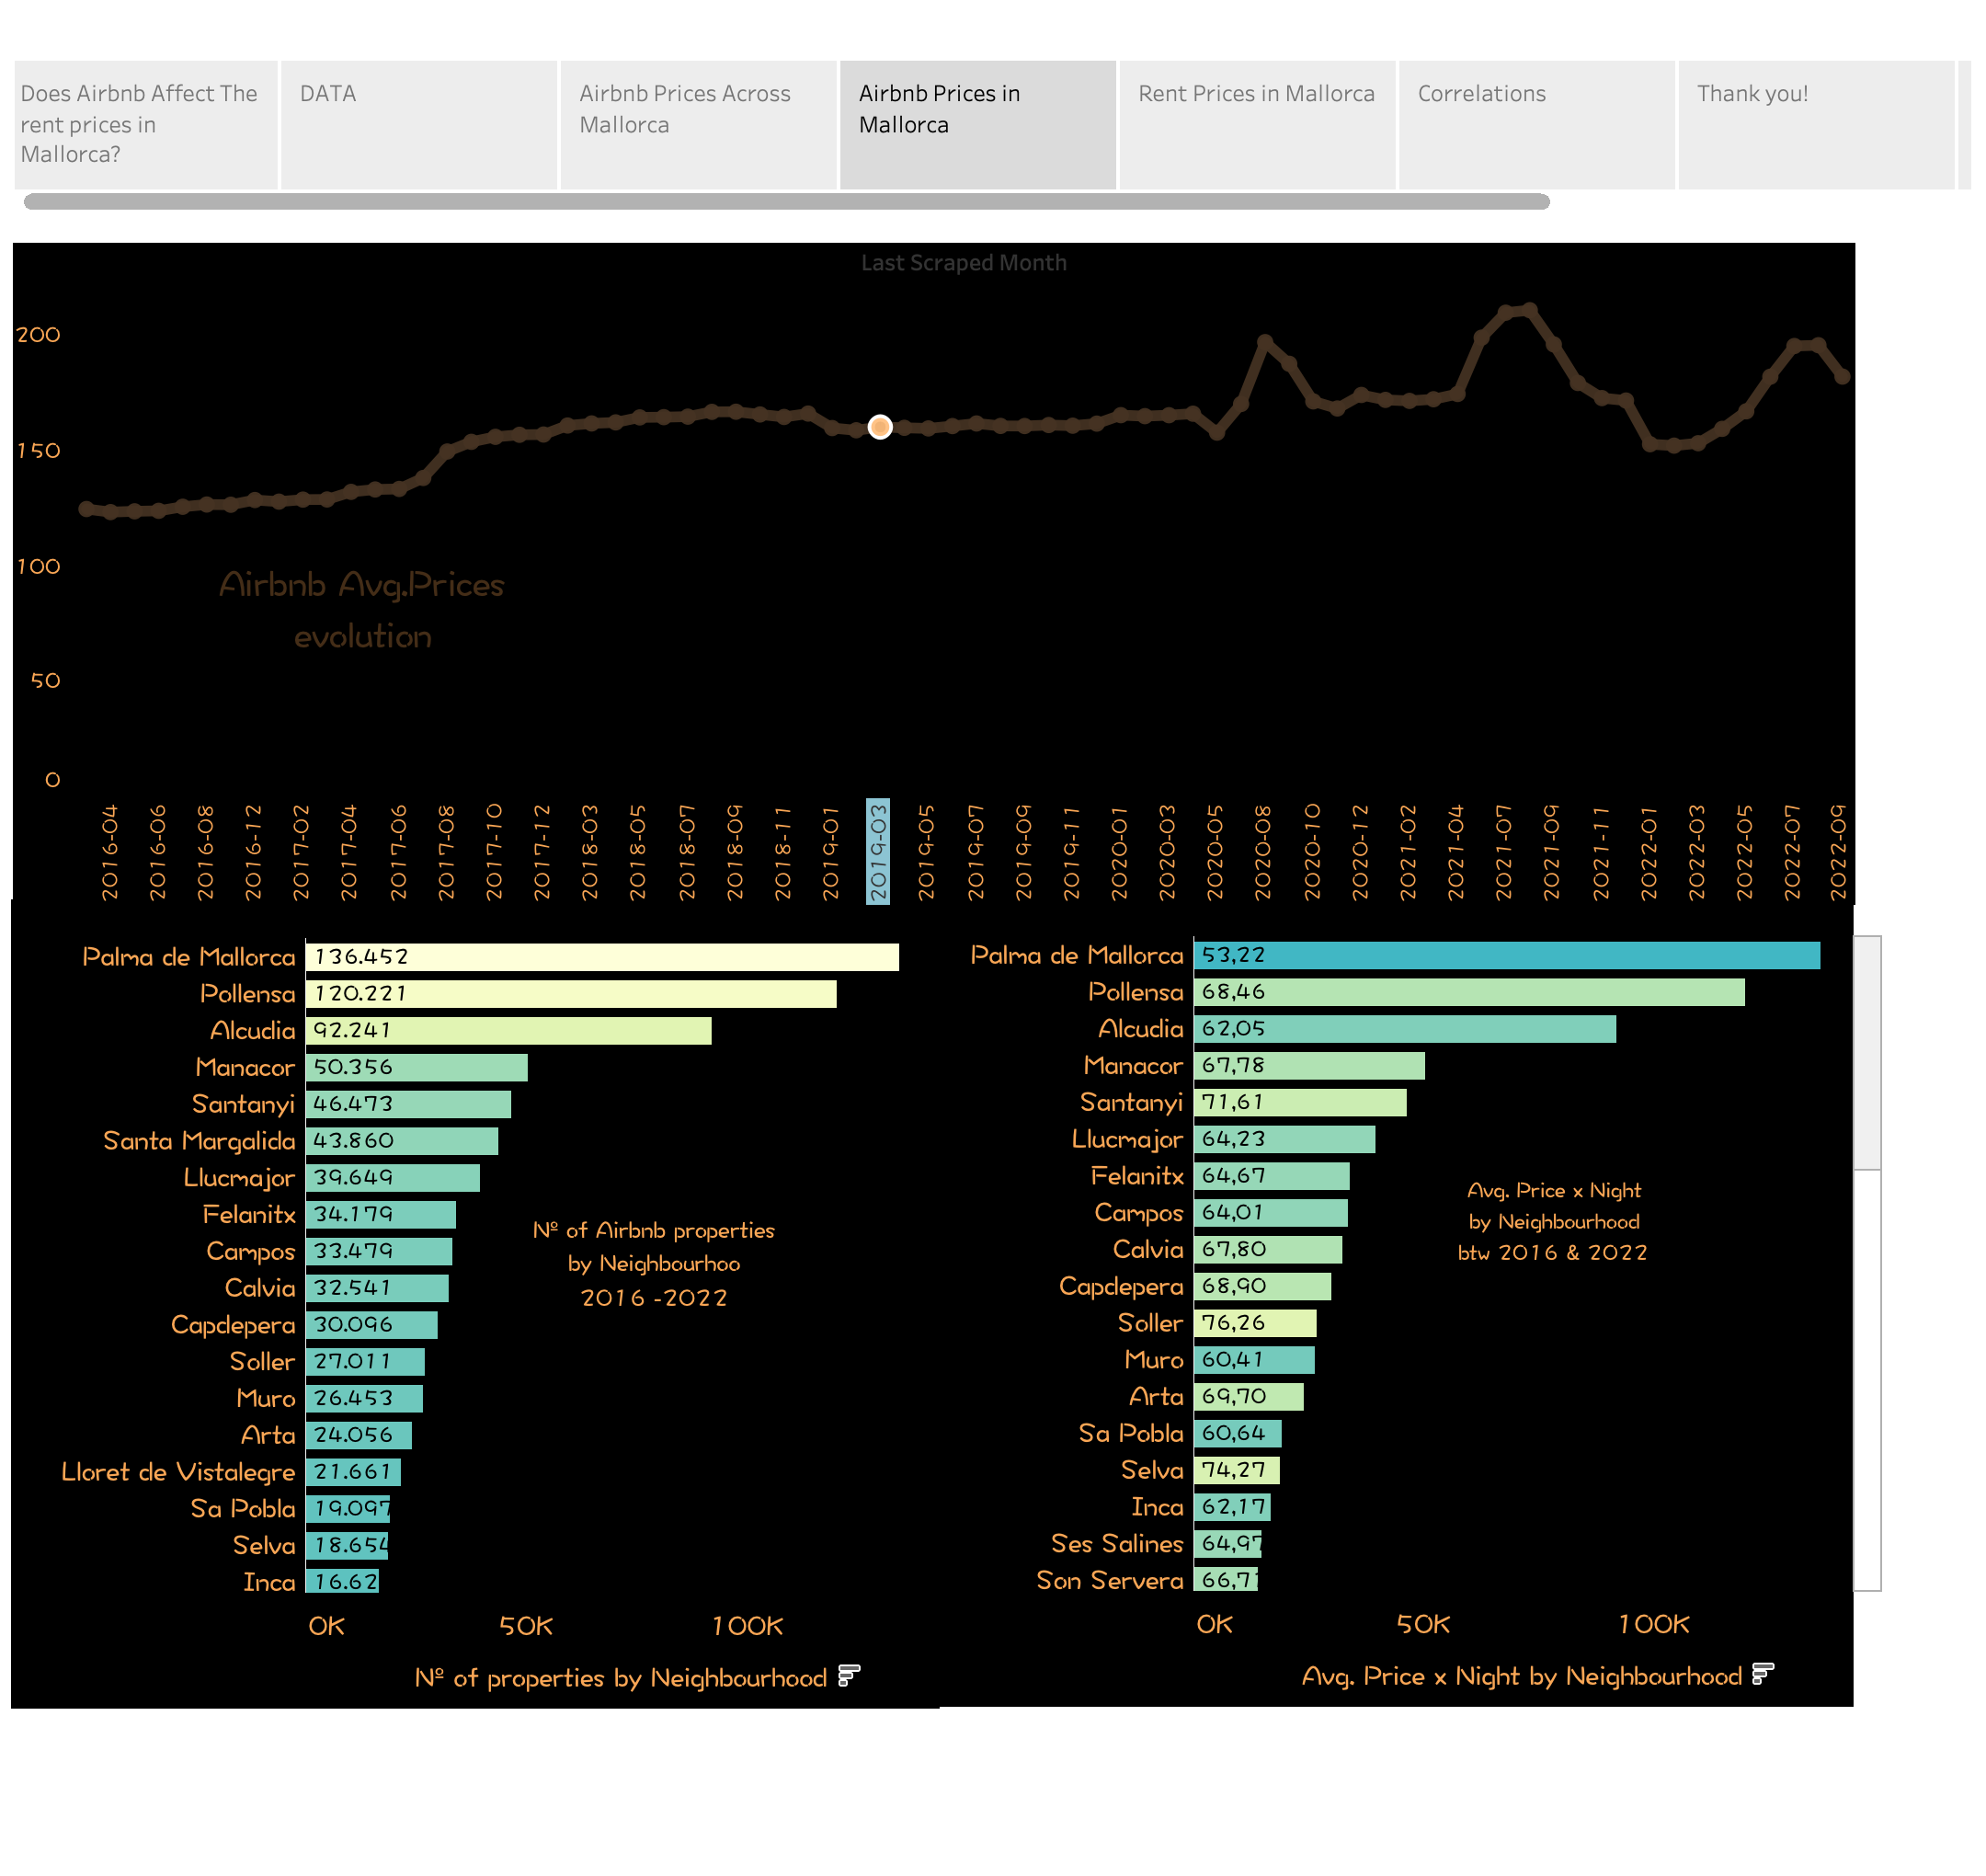 Does Airbnb Affect The
rent prices in
Mallorca?
DATA
Airbnb Prices Across
Mallorca
Airbnb Prices in
Mallorca
Rent Prices in Mallorca
Correlations
Thank you!
Last Scraped Month
200
150
100
50
0
Airbnb Avg.Prices
evolution
2016-04
2016-06
2016-08
2016-12
2017-02
2017-04
2017-06
2017-08
2017-10
2017-12
2018-03
2018-05
2018-07
2018-09
2018-11
2019-01
2019-03
2019-05
2019-07
2019-09
2019-11
2020-01
2020-03
2020-05
2020-08
2020-10
2020-12
2021-02
2021-04
2021-07
2021-09
2021-11
2022-01
2022-03
2022-05
2022-07
2022-09
Palma de Mallorca 136.452
Pollensa 120.221
Alcudia 92.241
Manacor 50.356
Santanyi 46.473
Santa Margalida 43.860
Llucmajor 39.649
Felanitx 34.179
Campos 33.479
Calvia 32.541
Capdepera 30.096
Soller 27.011
Muro 26.453
Arta 24.056
Lloret de Vistalegre 21.661
Sa Pobla 19.097
Selva 18.654
Inca 16.62
Nº of Airbnb properties
by Neighbourhoo
2016 -2022
0K 50K 100K
Nº of properties by Neighbourhood
Palma de Mallorca 53,22
Pollensa 68,46
Alcudia 62,05
Manacor 67,78
Santanyi 71,61
Llucmajor 64,23
Felanitx 64,67
Campos 64,01
Calvia 67,80
Capdepera 68,90
Soller 76,26
Muro 60,41
Arta 69,70
Sa Pobla 60,64
Selva 74,27
Inca 62,17
Ses Salines 64,97
Son Servera 66,71
Avg. Price x Night
by Neighbourhood
btw 2016 & 2022
0K 50K 100K
Avg. Price x Night by Neighbourhood